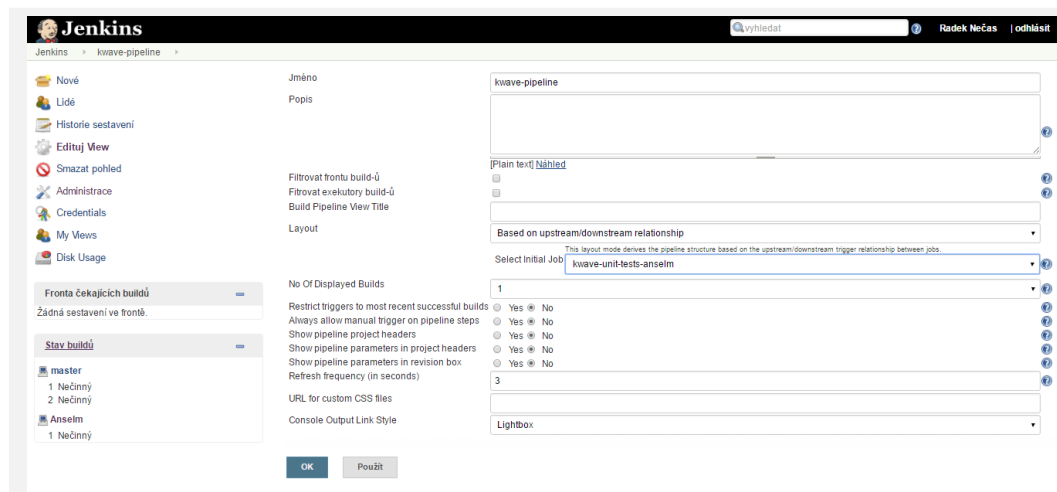 Jenkins
vyhledat
Radek Nečas | odhlásit
Jenkins kwave-pipeline
Nové
Lidé
Historie sestavení
Edituj View
Smazat pohled
Administrace
Credentials
My Views
Disk Usage
Fronta čekajících buildů
Žádná sestavení ve frontě.
Stav buildů
master
1 Nečinný
2 Nečinný
Anselm
1 Nečinný
Jméno kwave-pipeline
Popis
[Plain text] Náhled
Filtrovat frontu build-ů
Fitrovat exekutory build-ů
Build Pipeline View Title
Layout Based on upstream/downstream relationship
This layout mode derives the pipeline structure based on the upstream/downstream trigger relationship between jobs.
Select Initial Job kwave-unit-tests-anselm
No Of Displayed Builds 1
Restrict triggers to most recent successful builds Yes No
Always allow manual trigger on pipeline steps Yes No
Show pipeline project headers Yes No
Show pipeline parameters in project headers Yes No
Show pipeline parameters in revision box Yes No
Refresh frequency (in seconds) 3
URL for custom CSS files
Console Output Link Style Lightbox
OK Použít